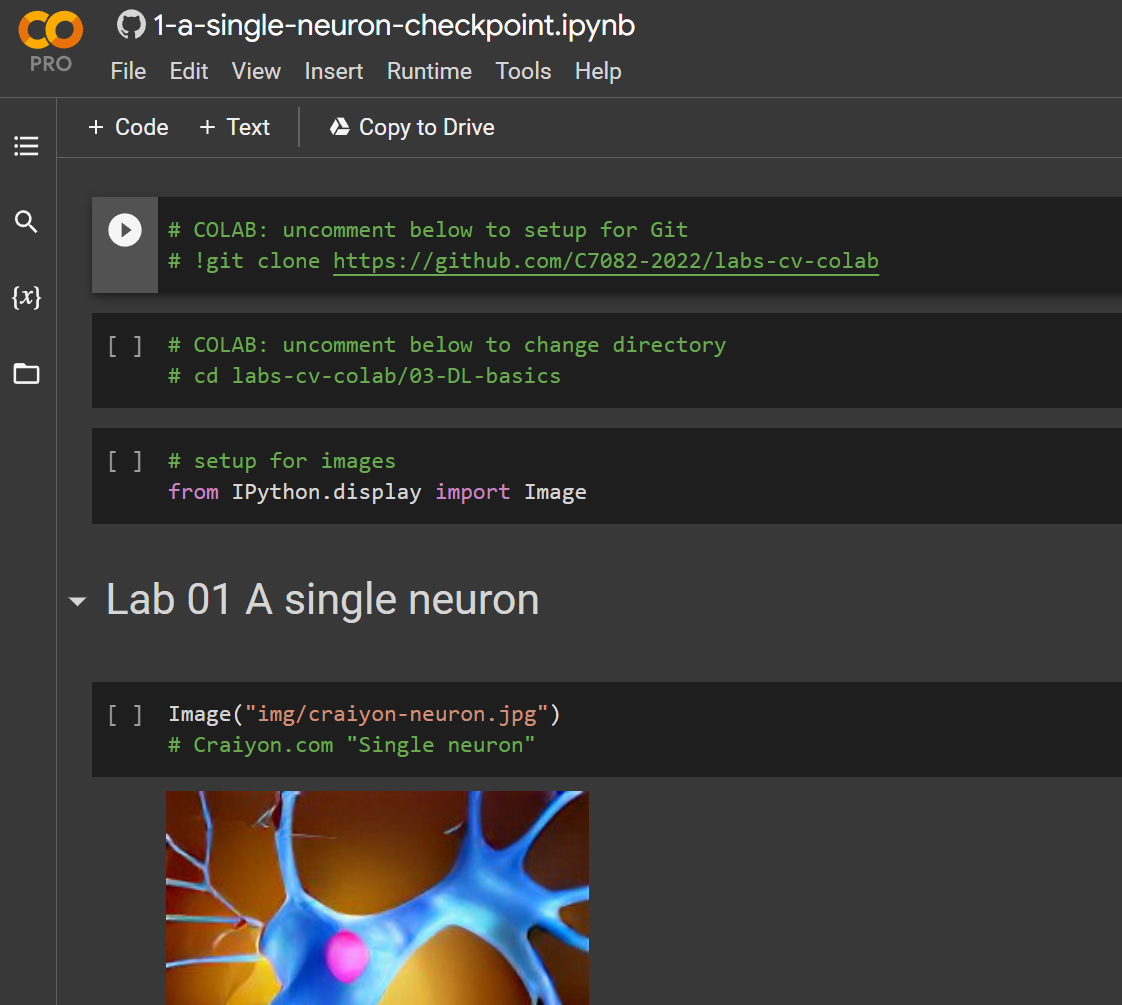 1-a-single-neuron-checkpoint.ipynb
PRO
File Edit View Insert Runtime Tools Help
+ Code + Text Copy to Drive
# COLAB: uncomment below to setup for Git
# !git clone https://github.com/C7082-2022/labs-cv-colab
{x}
[ ] # COLAB: uncomment below to change directory
# cd labs-cv-colab/03-DL-basics
[ ] # setup for images
from IPython.display import Image
Lab 01 A single neuron
[ ] Image("img/craiyon-neuron.jpg")
# Craiyon.com "Single neuron"